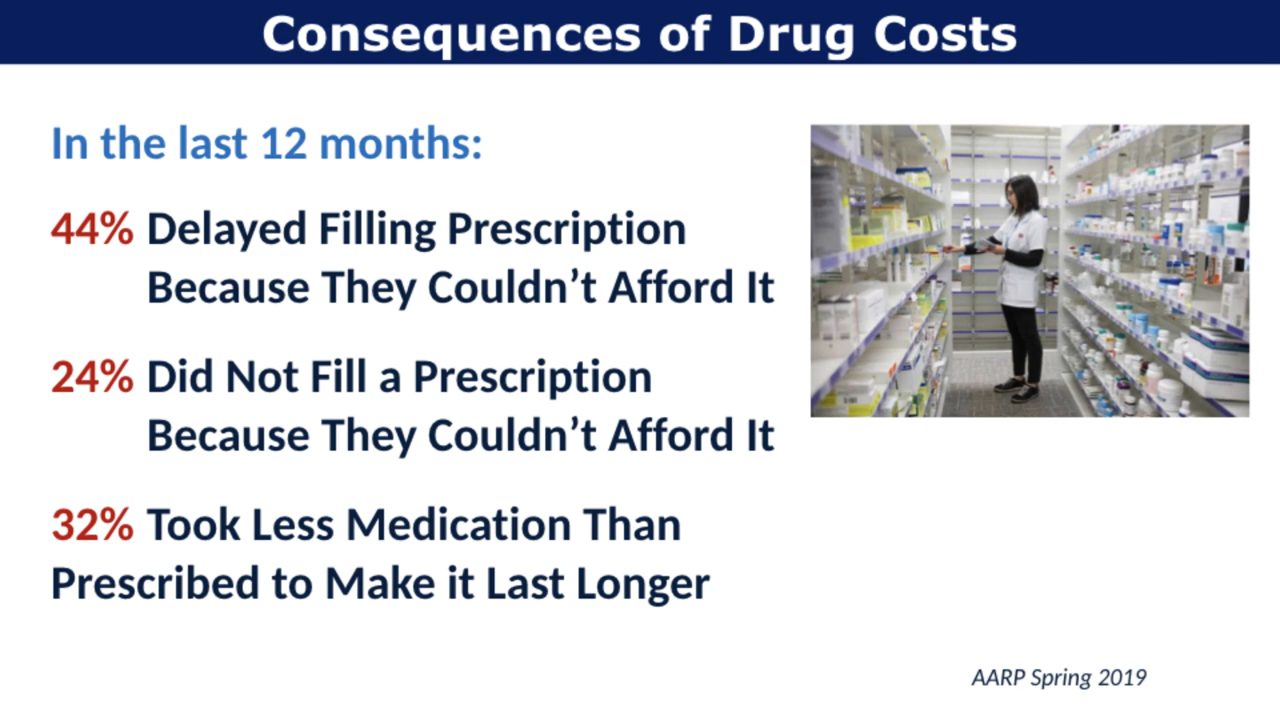 Consequences of Drug Costs
In the last 12 months:
44% Delayed Filling Prescription
Because They Couldn’t Afford It
24% Did Not Fill a Prescription
Because They Couldn’t Afford It
32% Took Less Medication Than
Prescribed to Make it Last Longer
AARP Spring 2019